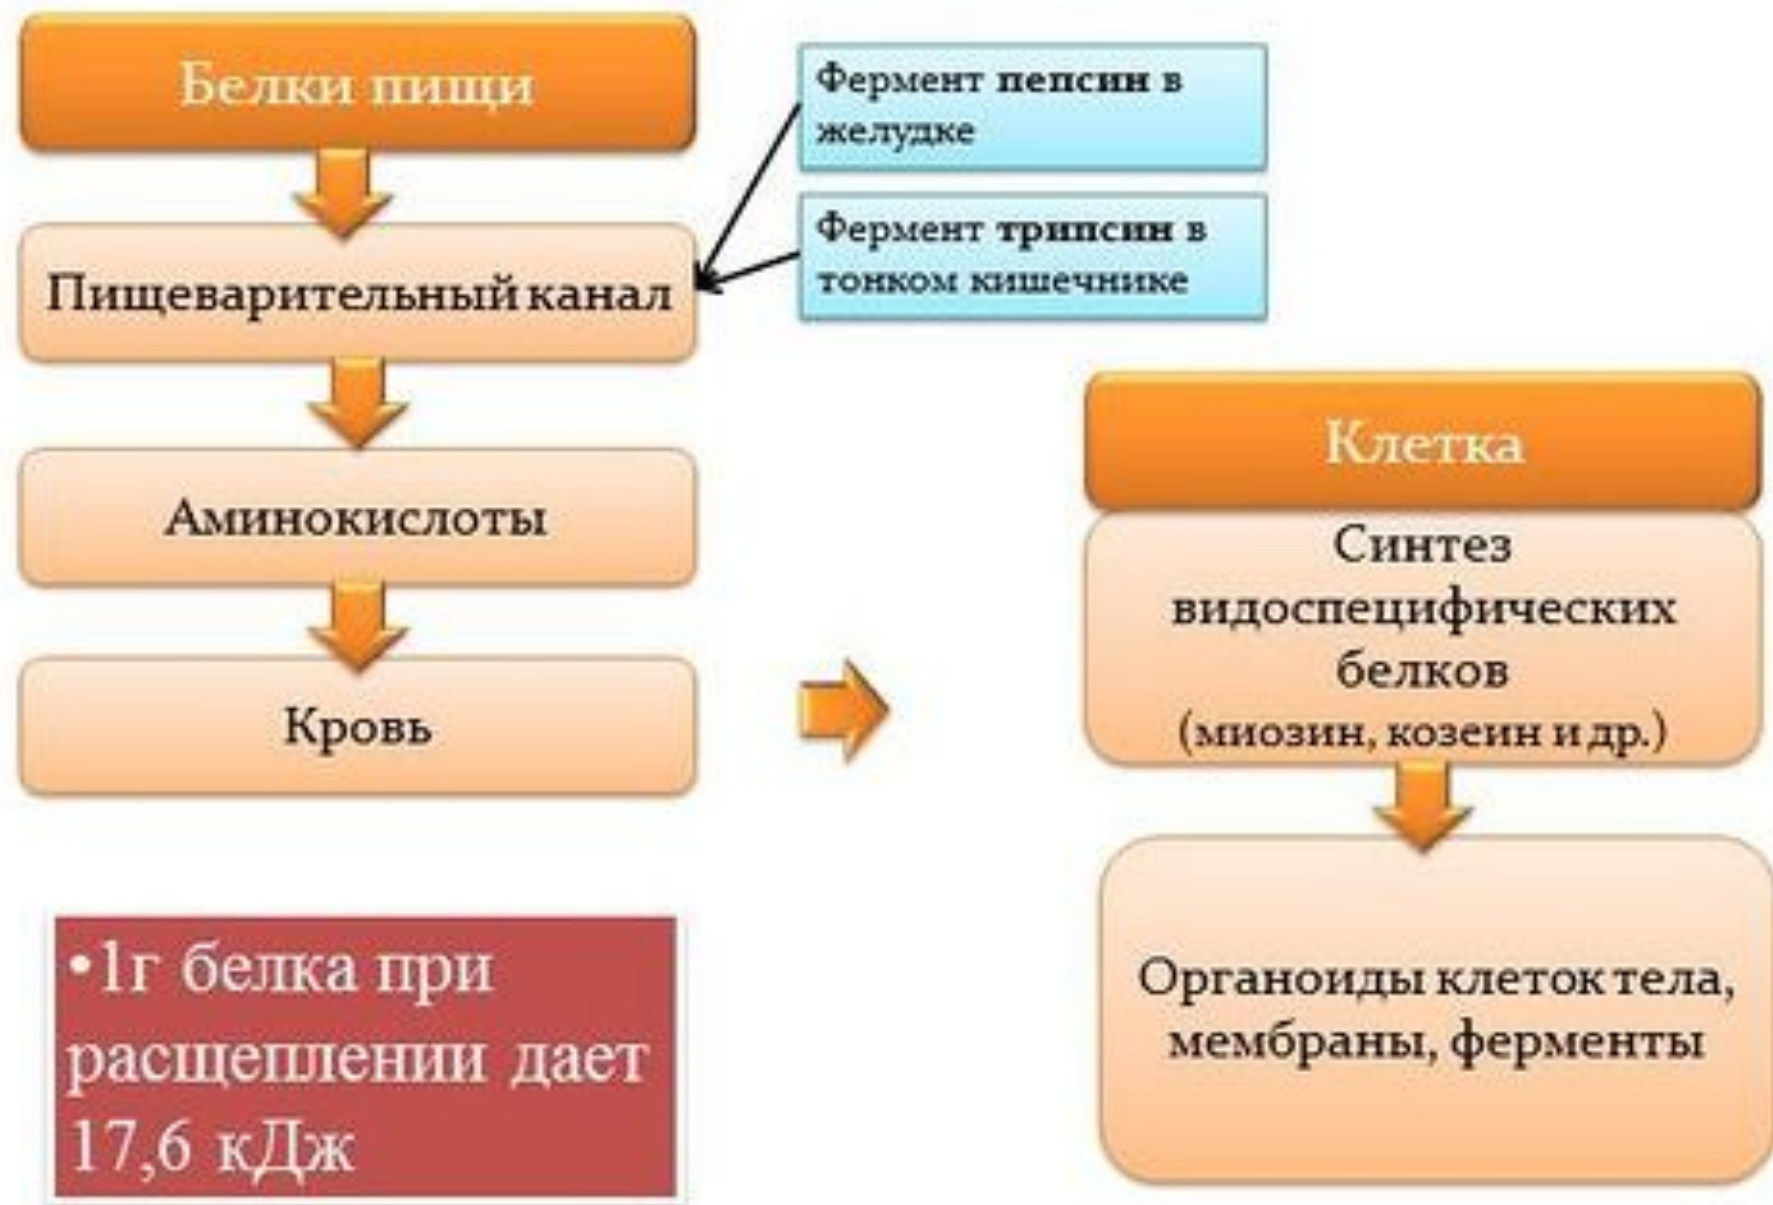 Белки пищи
Фермент пепсин в
желудке
Фермент трипсин в
тонком кишечнике
Пищеварительный канал
Аминокислоты
Кровь
Клетка
Синтез
видоспецифических
белков
(миозин, козеин и др.)
Органоиды клеток тела,
мембраны, ферменты
•1г белка при
расщеплении дает
17,6 кДж